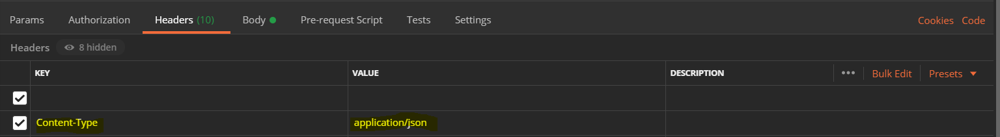 Params Authorization Headers (10) Body Pre-request Script Tests Settings Cookies Code
Headers 8 hidden
KEY VALUE DESCRIPTION ••• Bulk Edit Presets
Content-Type application/json